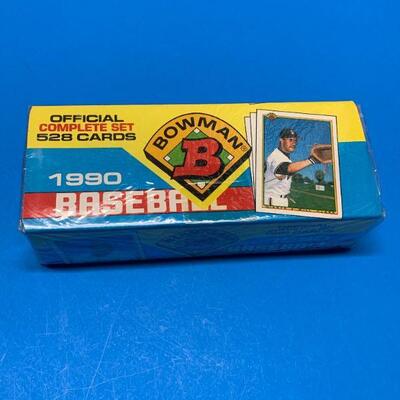 OFFICIAL
COMPLETE SET
528 CARDS
BOWMAN®
B
1990
BASEBALL